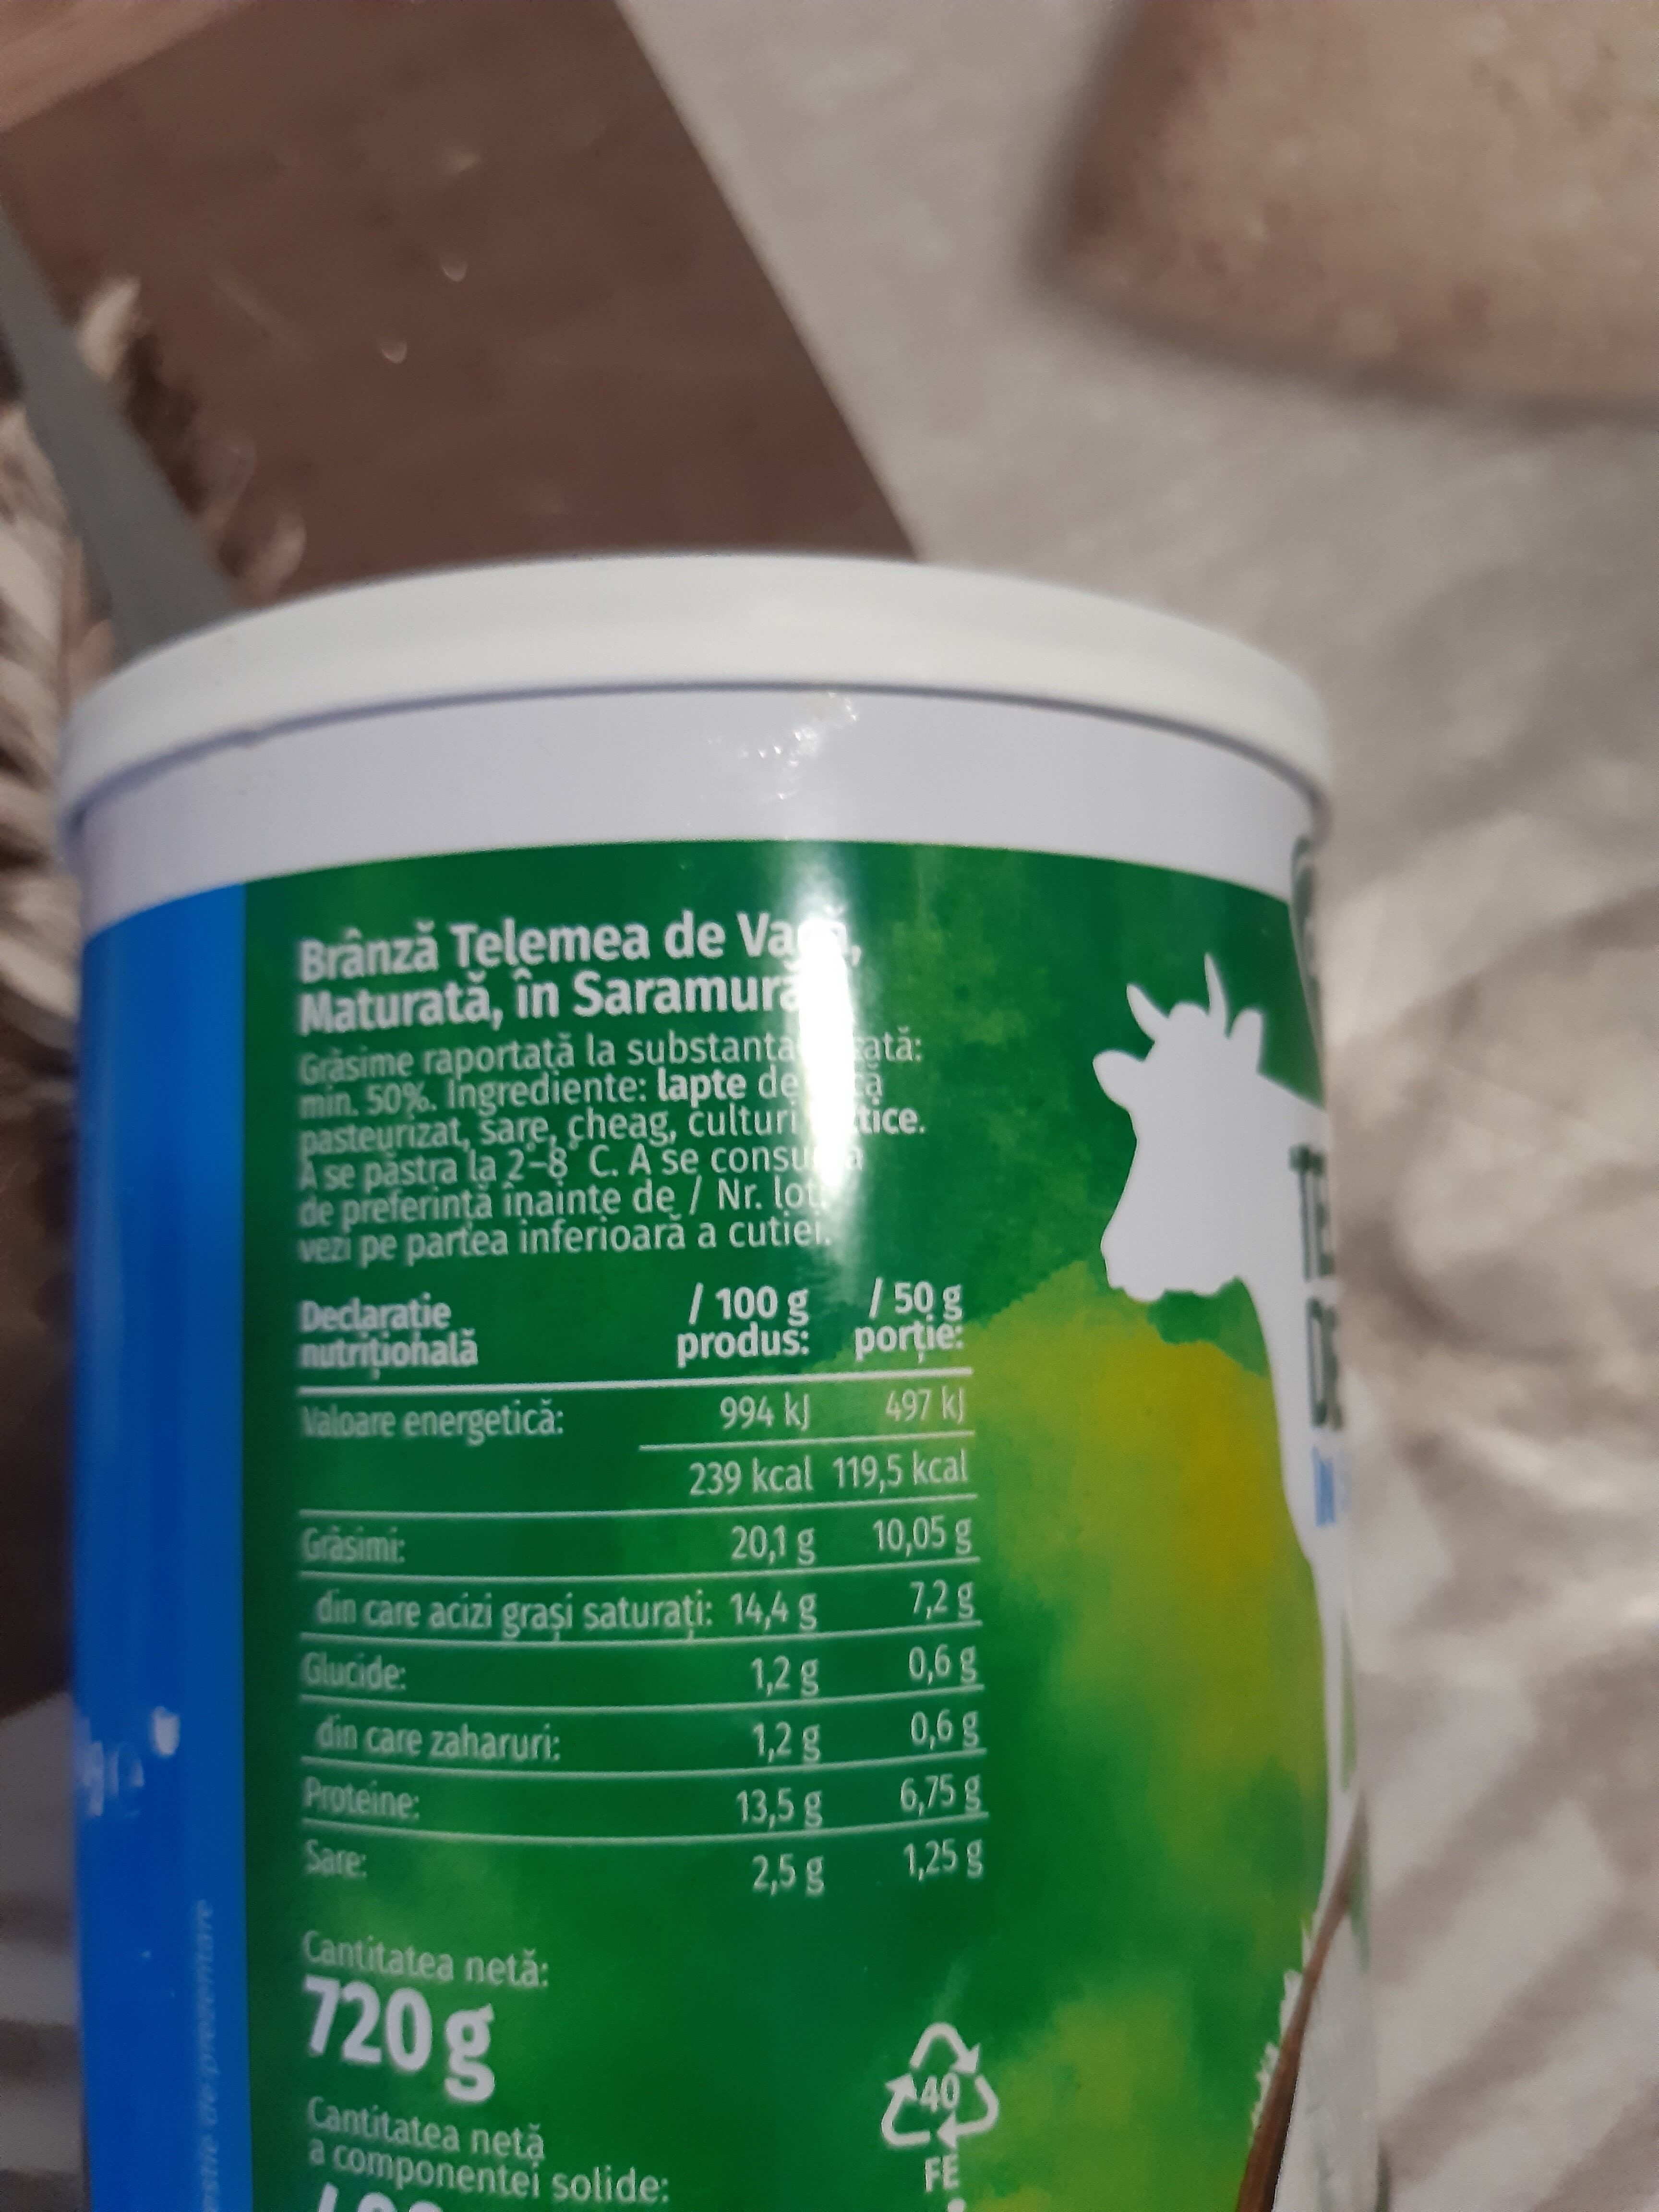 Brânză Telemea de
Maturată, în Saramură
Grăsime raportată la substanța
min. 50%. Ingrediente: lapte de
pasteurizat, sare, cheag, culturi
A se păstra la 2°-8° C. A se consuma
de preferință înainte de / Nr. lot:
vezi pe partea inferioară a cutiei.
Declarație nutrițională / 100 g produs: / 50 g porție:
Valoare energetică: 994 kJ 497 kJ
239 kcal 119,5 kcal
Grăsimi: 20,1 g 10,05 g
din care acizi grași saturați: 14,4 g 7,2 g
Glucide: 1,2 g 0,6 g
din care zaharuri: 1,2 g 0,6 g
Proteine: 13,5 g 6,75 g
Sare: 2,5 g 1,25 g
Cantitatea netă:
720 g
Cantitatea netă
a componentei solide:
40
FE
de prezentare